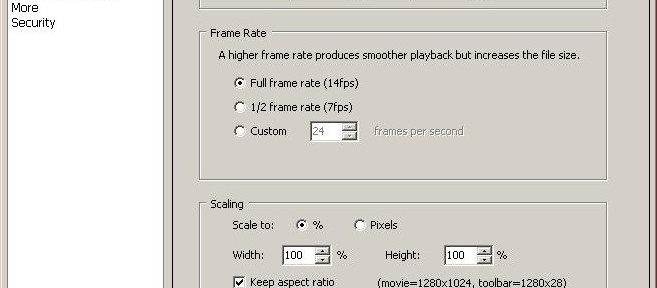 More
Security
Frame Rate
A higher frame rate produces smoother playback but increases the file size.
Full frame rate (14fps)
1/2 frame rate (7fps)
Custom 24 frames per second
Scaling
Scale to: % Pixels
Width: 100 % Height: 100 %
Keep aspect ratio (movie=1280x1024, toolbar=1280x28)